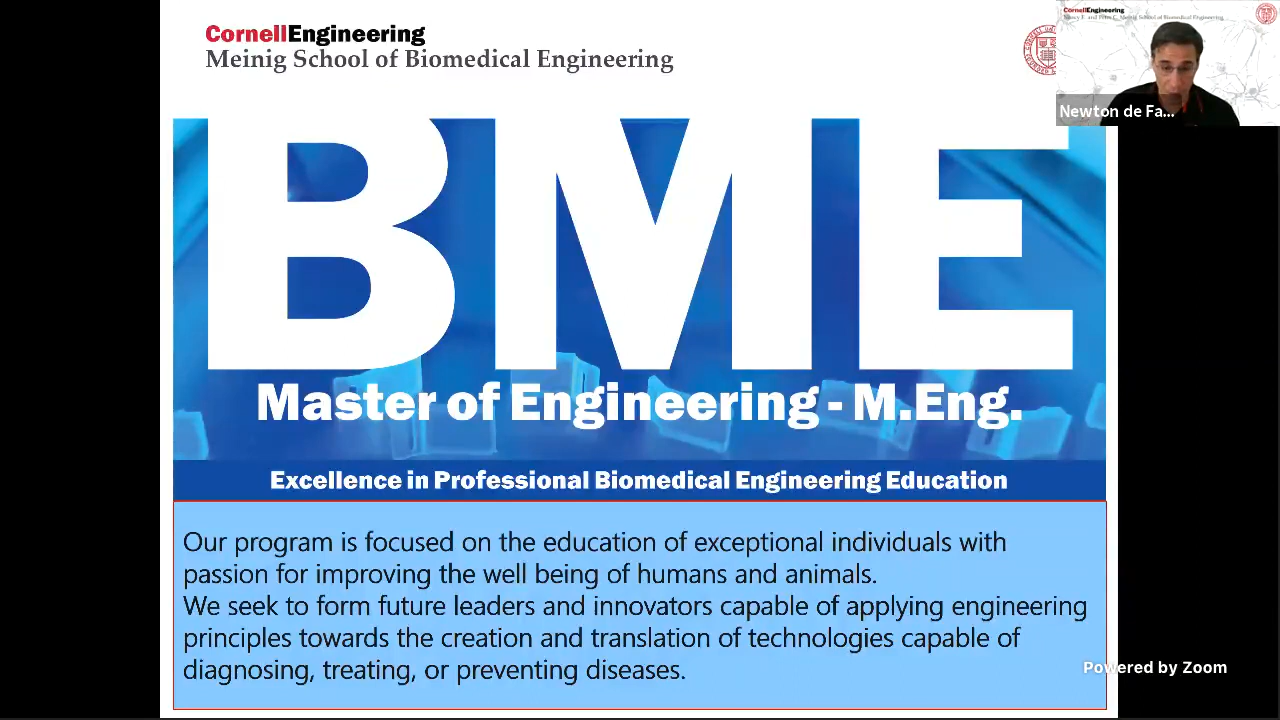 CornellEngineering
Meinig School of Biomedical Engineering
CornellEngineering
Newton de Fa...
BME
Master of Engineering - M.Eng.
Excellence in Professional Biomedical Engineering Education
Our program is focused on the education of exceptional individuals with
passion for improving the well being of humans and animals.
We seek to form future leaders and innovators capable of applying engineering
principles towards the creation and translation of technologies capable of
diagnosing, treating, or preventing diseases.
Powered by Zoom